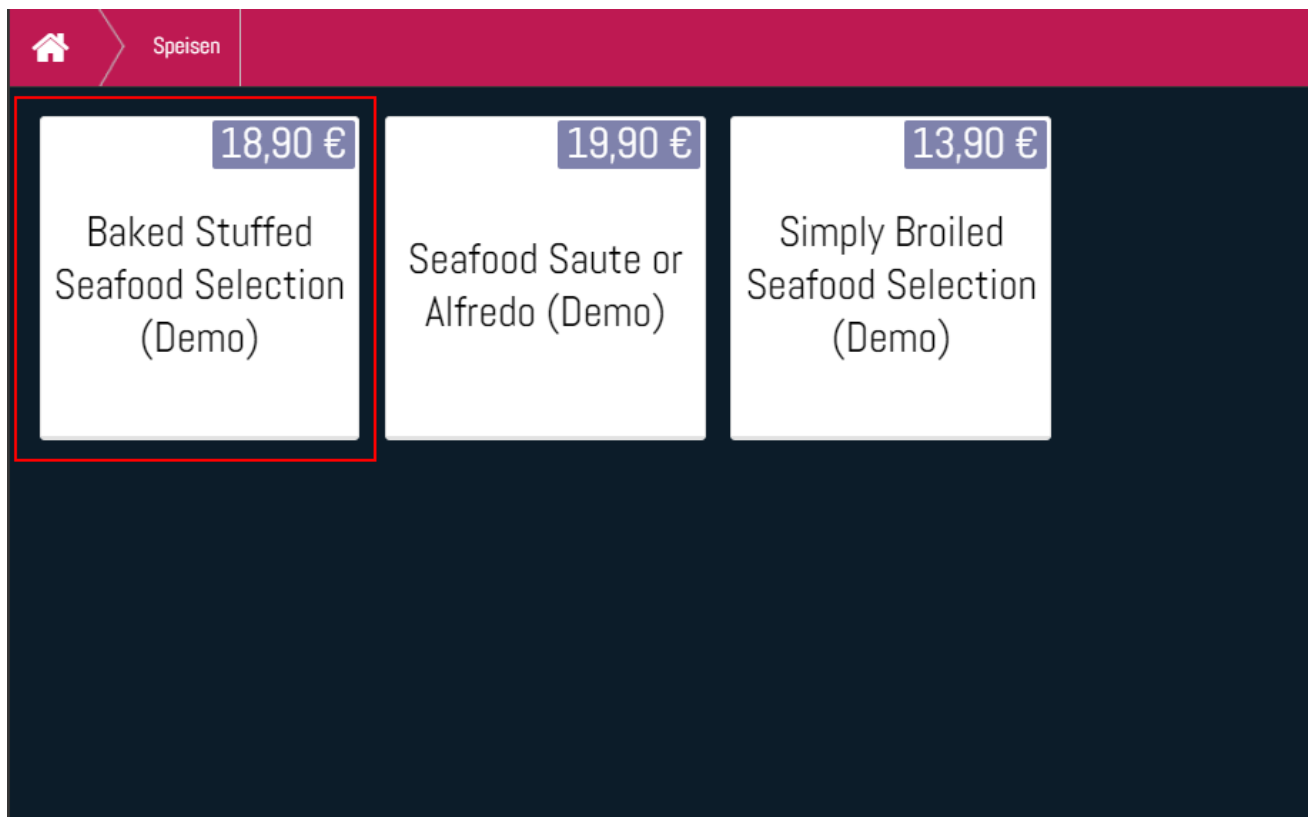 Speisen
18,90 €
Baked Stuffed
Seafood Selection
(Demo)
19,90 €
Seafood Saute or
Alfredo (Demo)
13,90 €
Simply Broiled
Seafood Selection
(Demo)